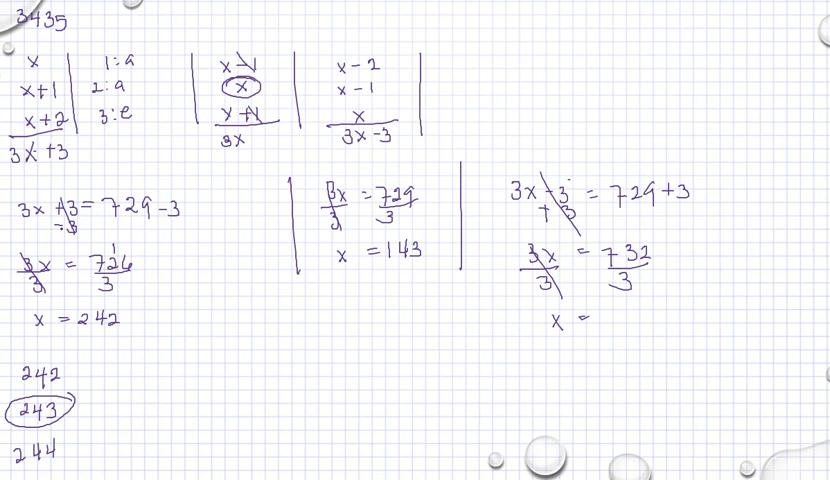 3435
x
x+1
x+2
3x+3
1:a
2:a
3:e
x-1
x
x+1
3x
x-2
x-1
x
3x-3
3x+3=729-3
-3
3x/3 = 726/3
x = 242
242
243
244
3x/3 = 729/3
x = 143
3x-3 = 729+3
+3
3x/3 = 732/3
x =